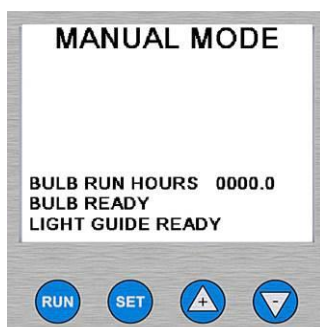 MANUAL MODE
BULB RUN HOURS 0000.0
BULB READY
LIGHT GUIDE READY
RUN SET + -